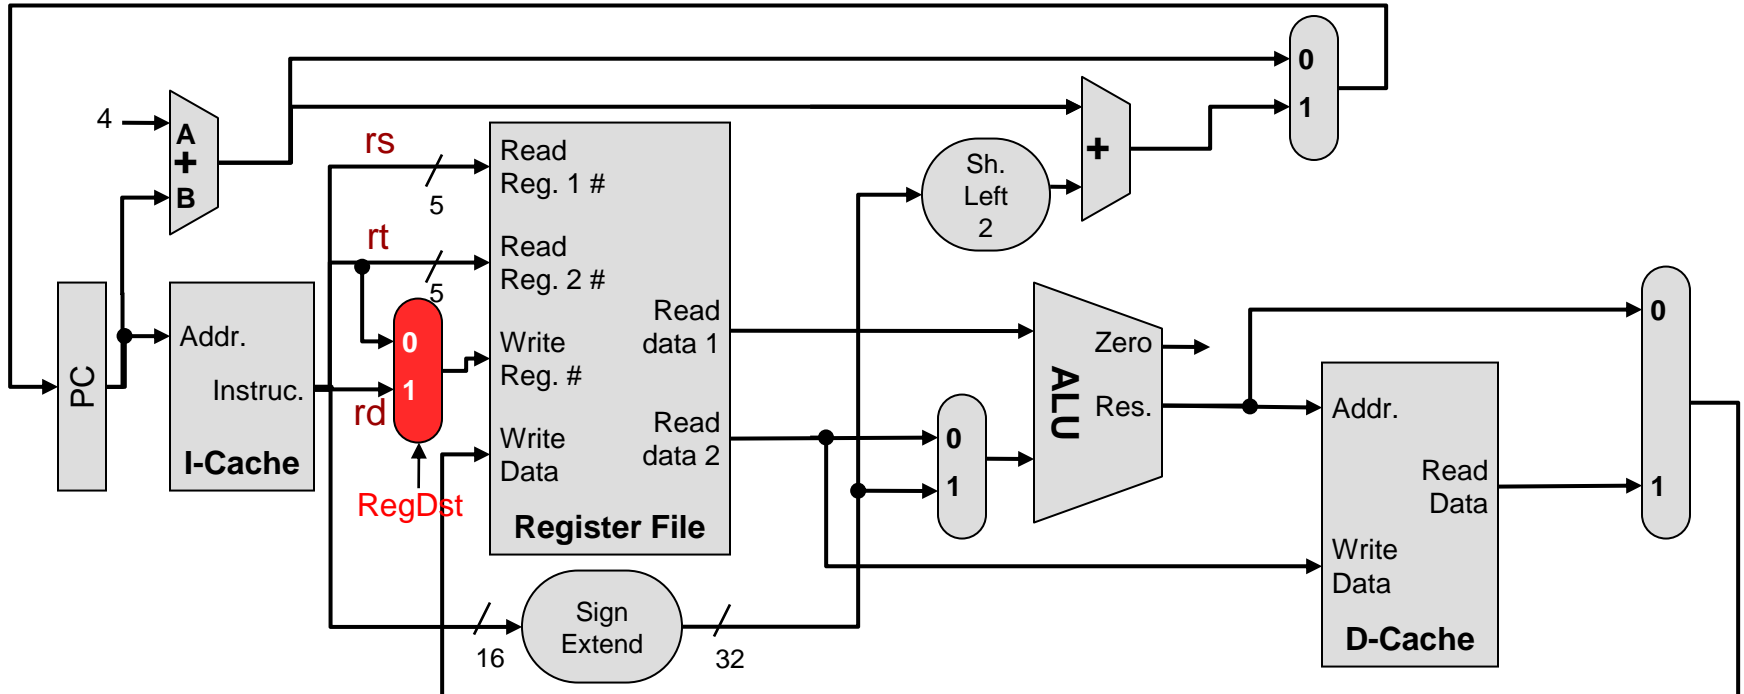 0
1
4
A
+
B
rs
5
rt
5
Read
Reg. 1 #
Read
Reg. 2 #
Write
Reg. #
Write
Data
Read
data 1
Read
data 2
Register File
PC
Addr.
Instruc.
I-Cache
0
1
rd
RegDst
16
Sign
Extend
32
Sh.
Left
2
+
0
1
ALU
Zero
Res.
Addr.
Read
Data
Write
Data
D-Cache
0
1